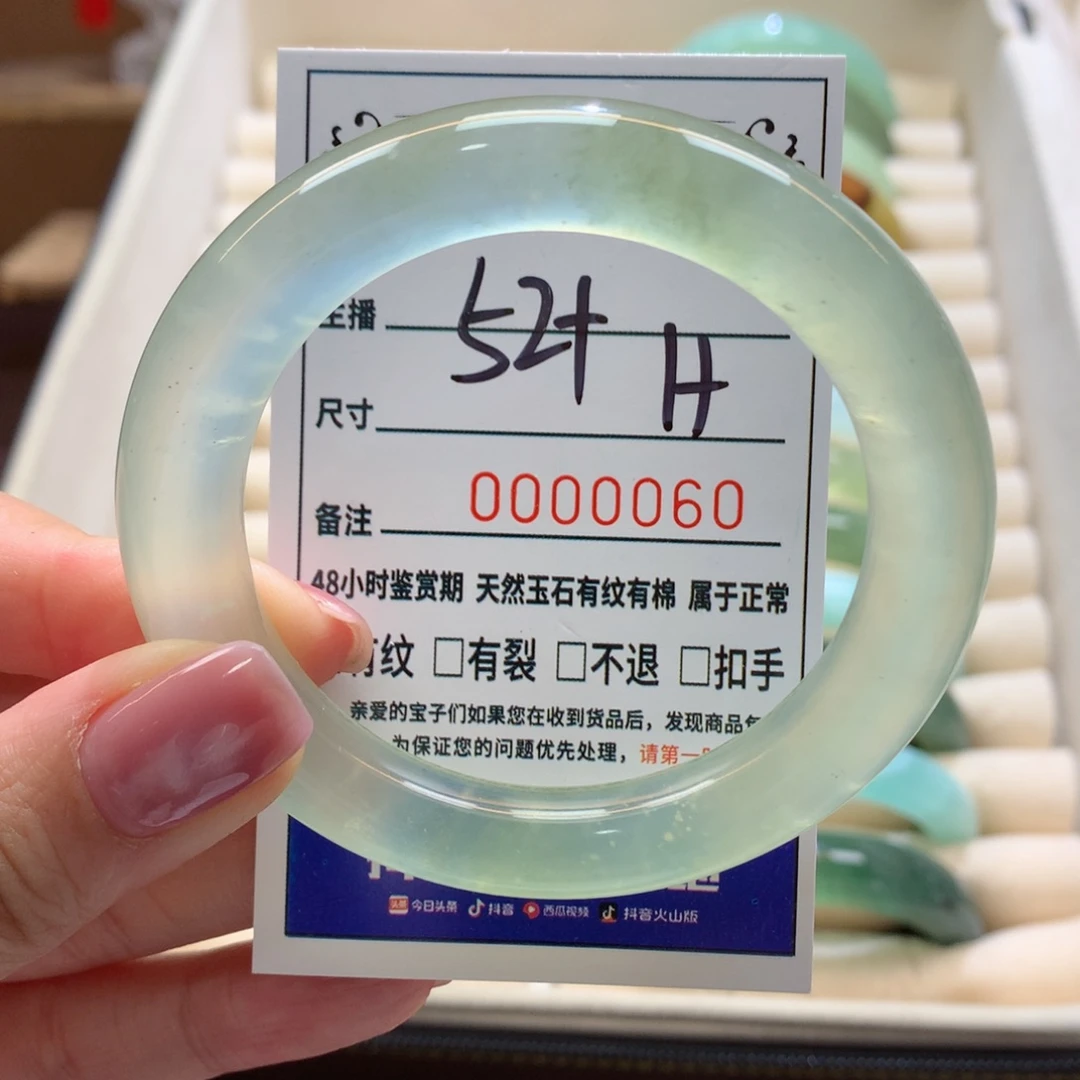 主播 52+
H
尺寸
备注 0000060
48小时鉴赏期 天然玉石有纹有棉 属于正常
有纹 □有裂 □不退 □扣手
亲爱的宝子们如果您在收到货品后，发现商品
为保证您的问题优先处理，请第一
今日头条 抖音 西瓜视频 抖音火山版